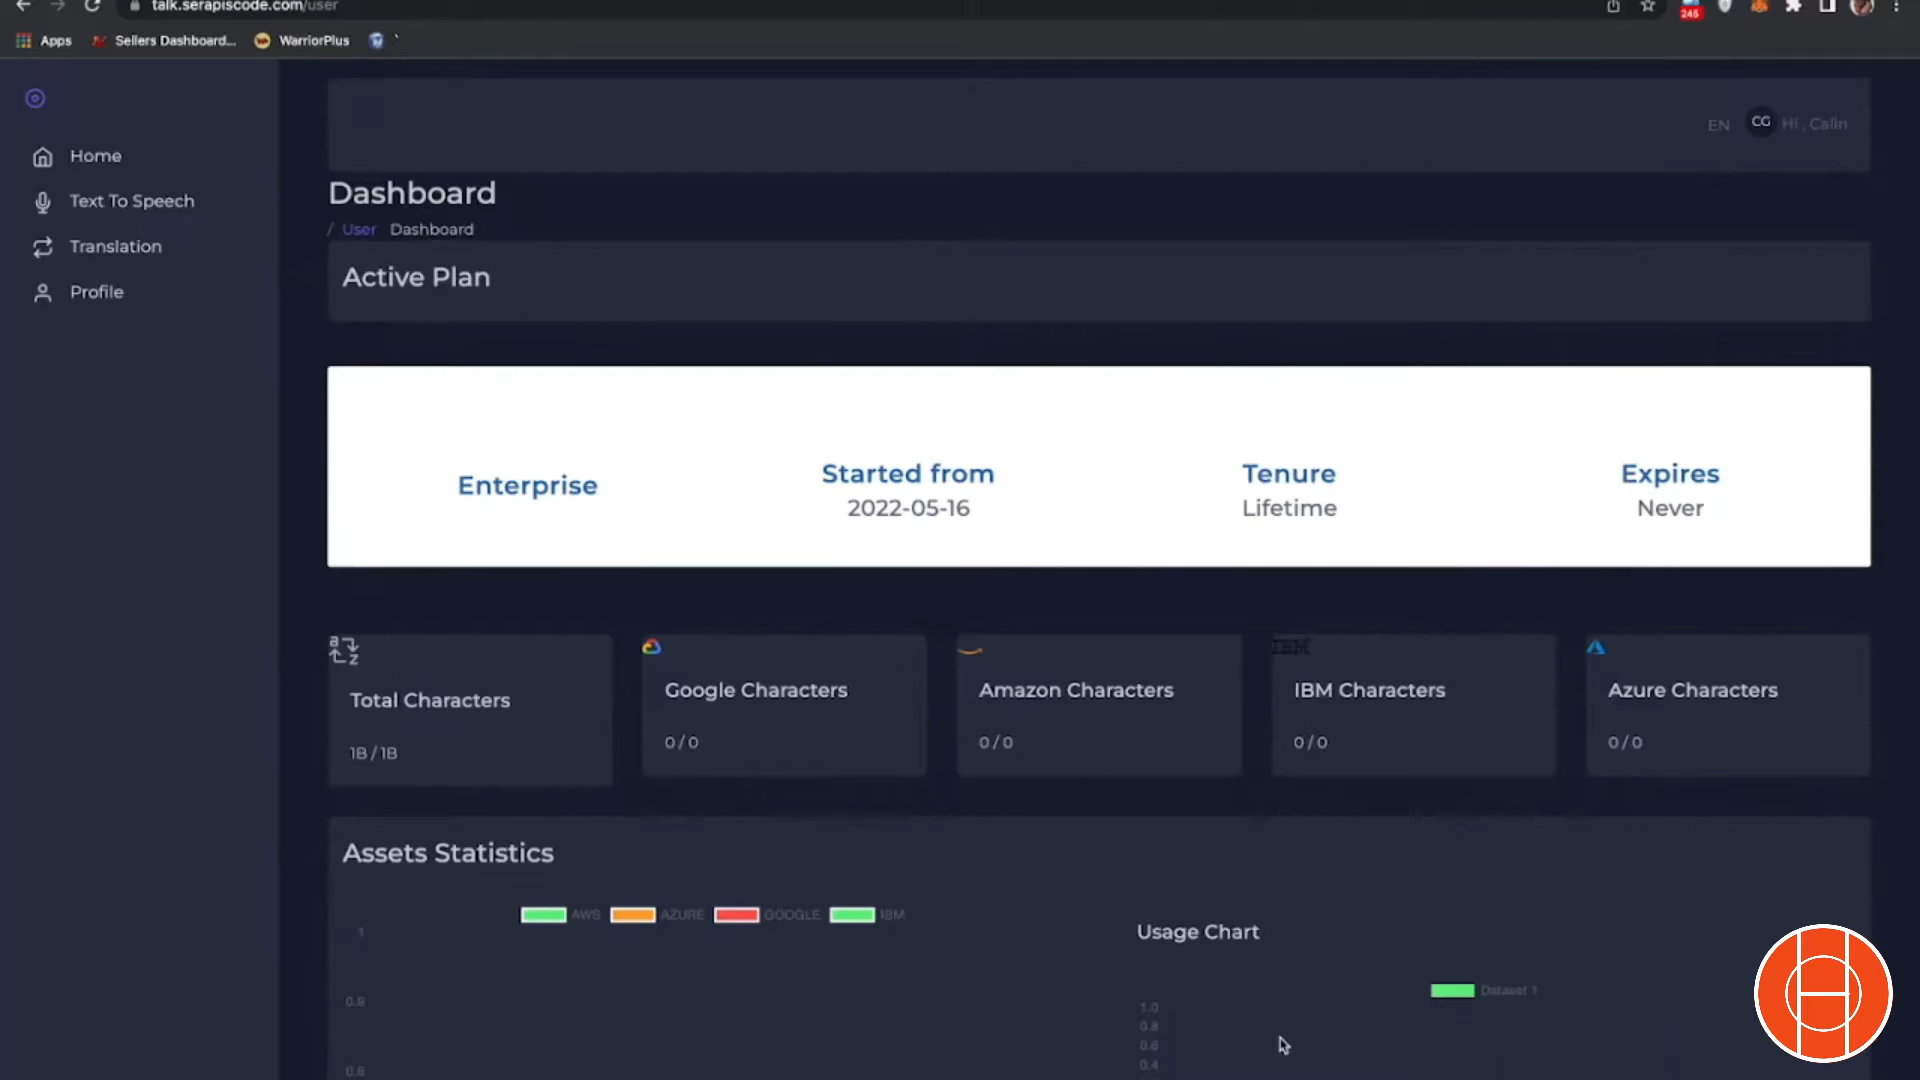 talk.serapiscode.com/user
245
Apps
Sellers Dashboard...
WarriorPlus
EN
CG
Hi , Calin
Home
Text To Speech
Translation
Profile
Dashboard
/ User Dashboard
Active Plan
Enterprise
Started from
2022-05-16
Tenure
Lifetime
Expires
Never
Total Characters
1B / 1B
Google Characters
0 / 0
Amazon Characters
0 / 0
IBM
IBM Characters
0 / 0
Azure Characters
0 / 0
Assets Statistics
AWS AZURE GOOGLE IBM
1
0.9
0.8
Usage Chart
Dataset 1
1.0
0.8
0.6
0.4